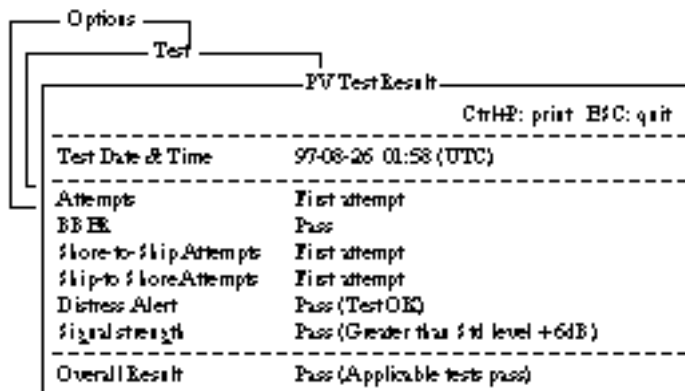 Options
Test
PV Test Result
Ctrl+P: print ESC: quit
Test Date & Time 97-08-26 01:58 (UTC)
Attempts First attempt
BBER Pass
Shore-to-Ship Attempts First attempt
Ship-to Shore Attempts First attempt
Distress Alert Pass (Test OK)
Signal strength Pass (Greater than Std level +6dB)
Overall Result Pass (Applicable tests pass)